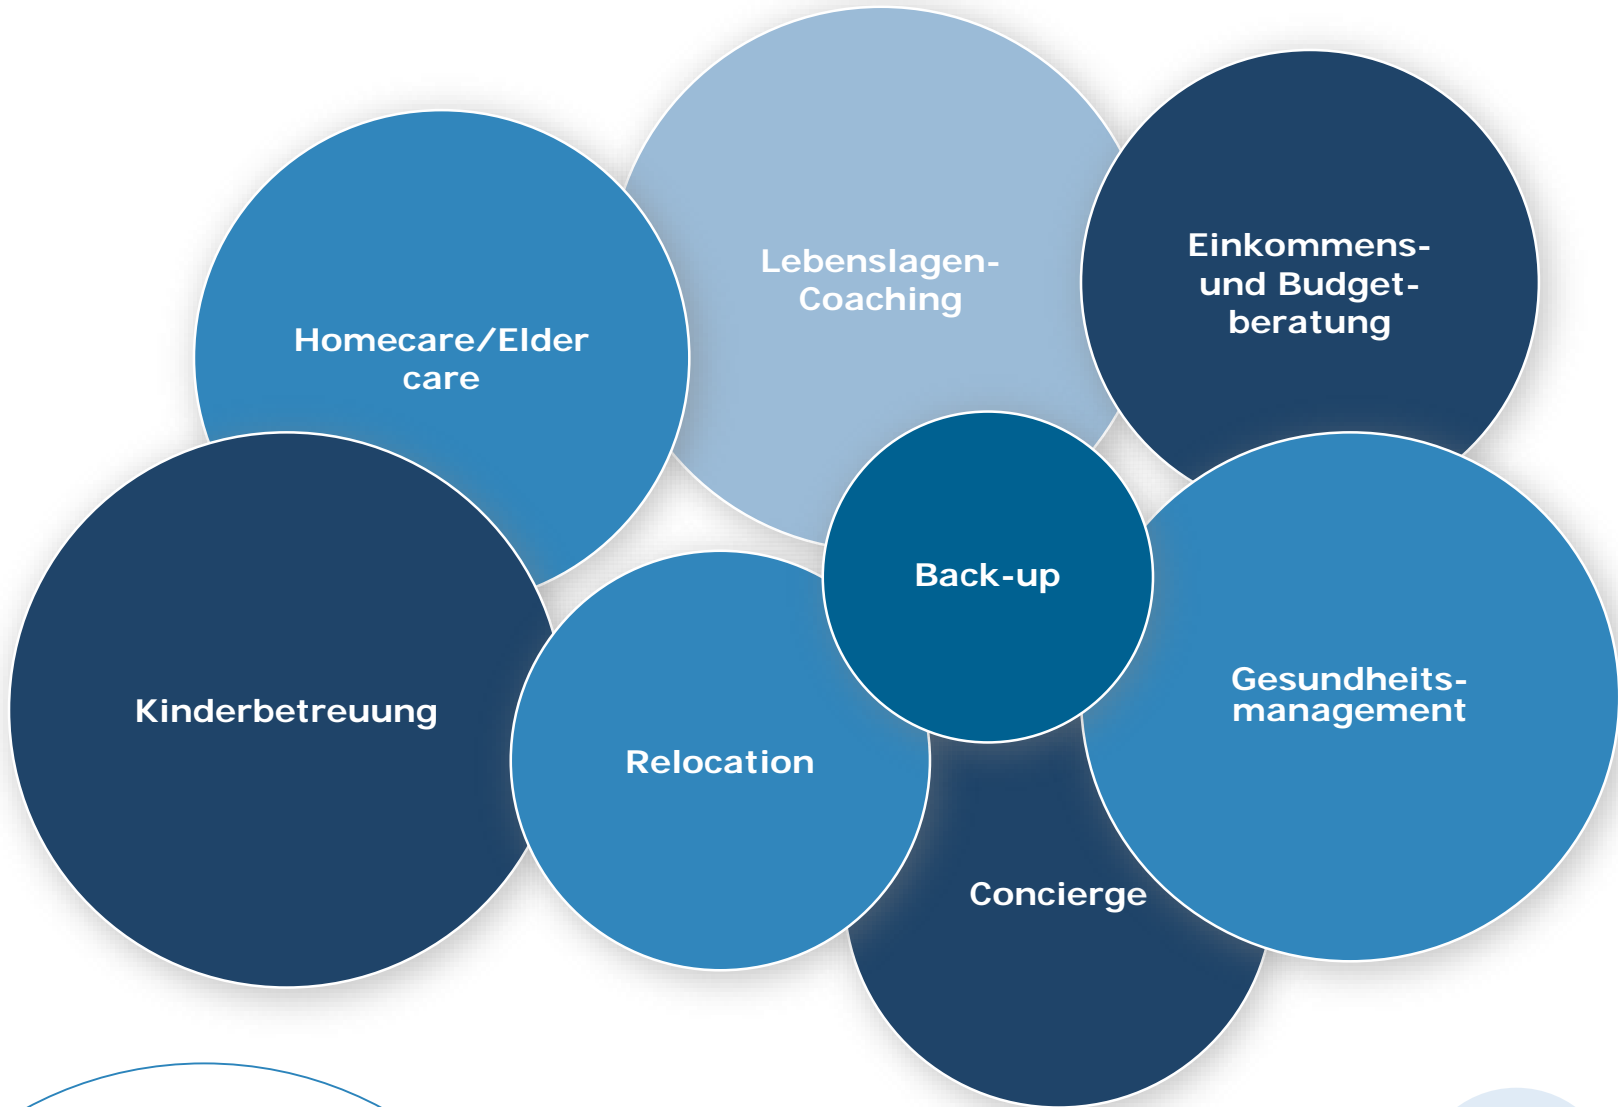 Lebenslagen-
Coaching
Einkommens-
und Budget-
beratung
Homecare/Elder
care
Back-up
Gesundheits-
management
Kinderbetreuung
Relocation
Concierge